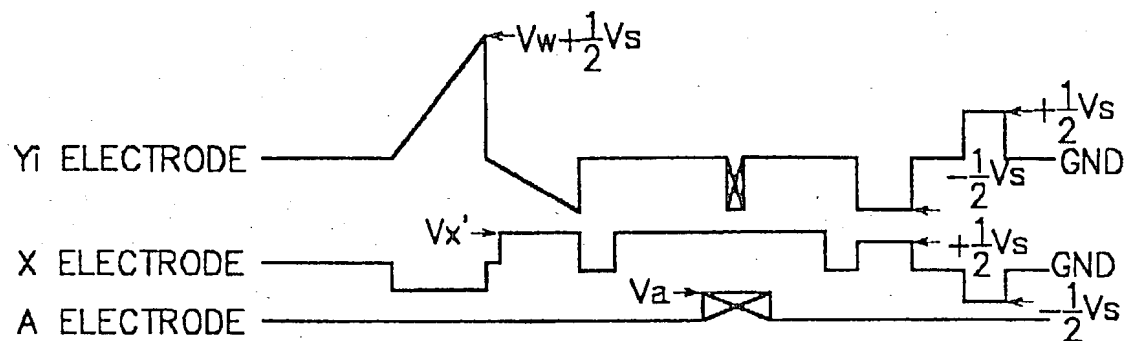 Vw+1/2Vs
+1/2Vs
Yi ELECTRODE
GND
-1/2Vs
Vx'
+1/2Vs
X ELECTRODE
GND
Va
-1/2Vs
A ELECTRODE